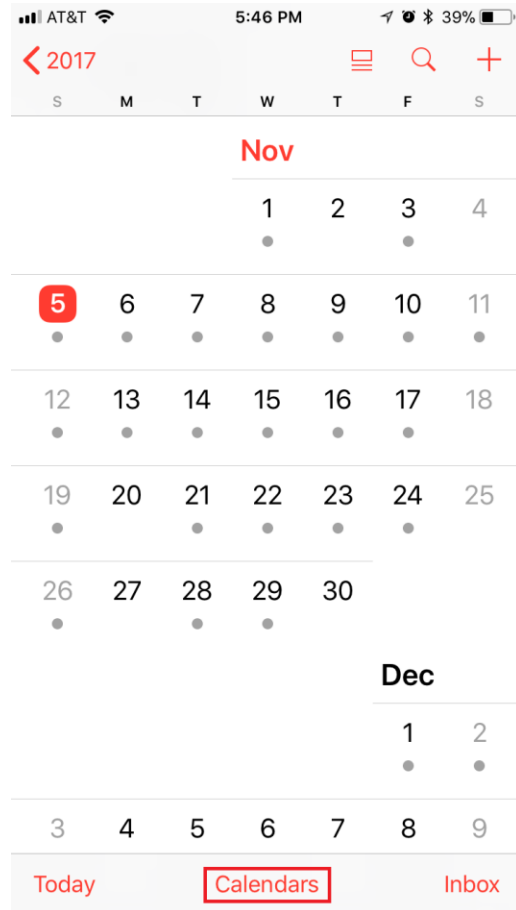 AT&T 5:46 PM 39%
2017
S M T W T F S
Nov
1 2 3 4
5 6 7 8 9 10 11
12 13 14 15 16 17 18
19 20 21 22 23 24 25
26 27 28 29 30
Dec
1 2
3 4 5 6 7 8 9
Today Calendars Inbox